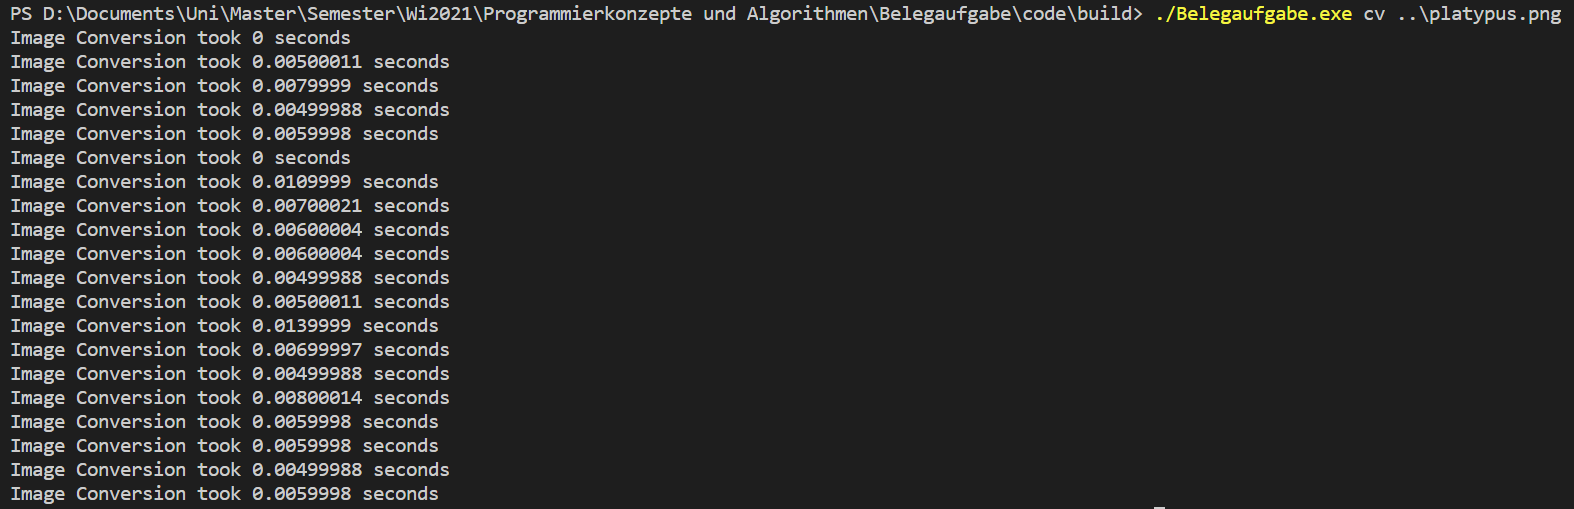 PS D:\Documents\Uni\Master\Semester\Wi2021\Programmierkonzepte und Algorithmen\Belegaufgabe\code\build> ./Belegaufgabe.exe cv ..\platypus.png
Image Conversion took 0 seconds
Image Conversion took 0.00500011 seconds
Image Conversion took 0.0079999 seconds
Image Conversion took 0.00499988 seconds
Image Conversion took 0.0059998 seconds
Image Conversion took 0 seconds
Image Conversion took 0.0109999 seconds
Image Conversion took 0.00700021 seconds
Image Conversion took 0.00600004 seconds
Image Conversion took 0.00600004 seconds
Image Conversion took 0.00499988 seconds
Image Conversion took 0.00500011 seconds
Image Conversion took 0.0139999 seconds
Image Conversion took 0.00699997 seconds
Image Conversion took 0.00499988 seconds
Image Conversion took 0.00800014 seconds
Image Conversion took 0.0059998 seconds
Image Conversion took 0.0059998 seconds
Image Conversion took 0.00499988 seconds
Image Conversion took 0.0059998 seconds